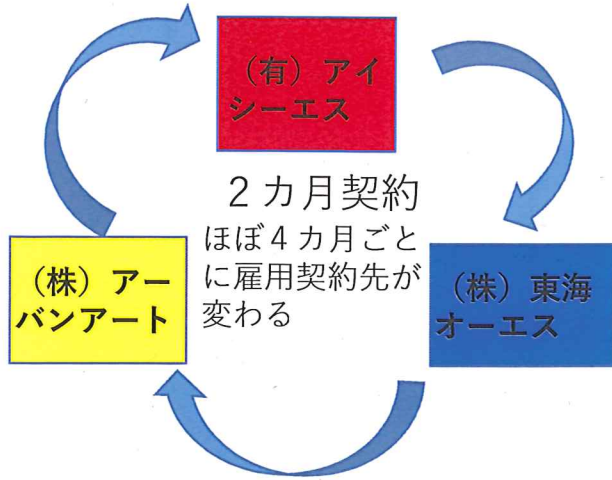 （有）アイ
シーエス
２カ月契約
ほぼ４カ月ごと
に雇用契約先が
変わる
（株）アー
バンアート
（株）東海
オーエス